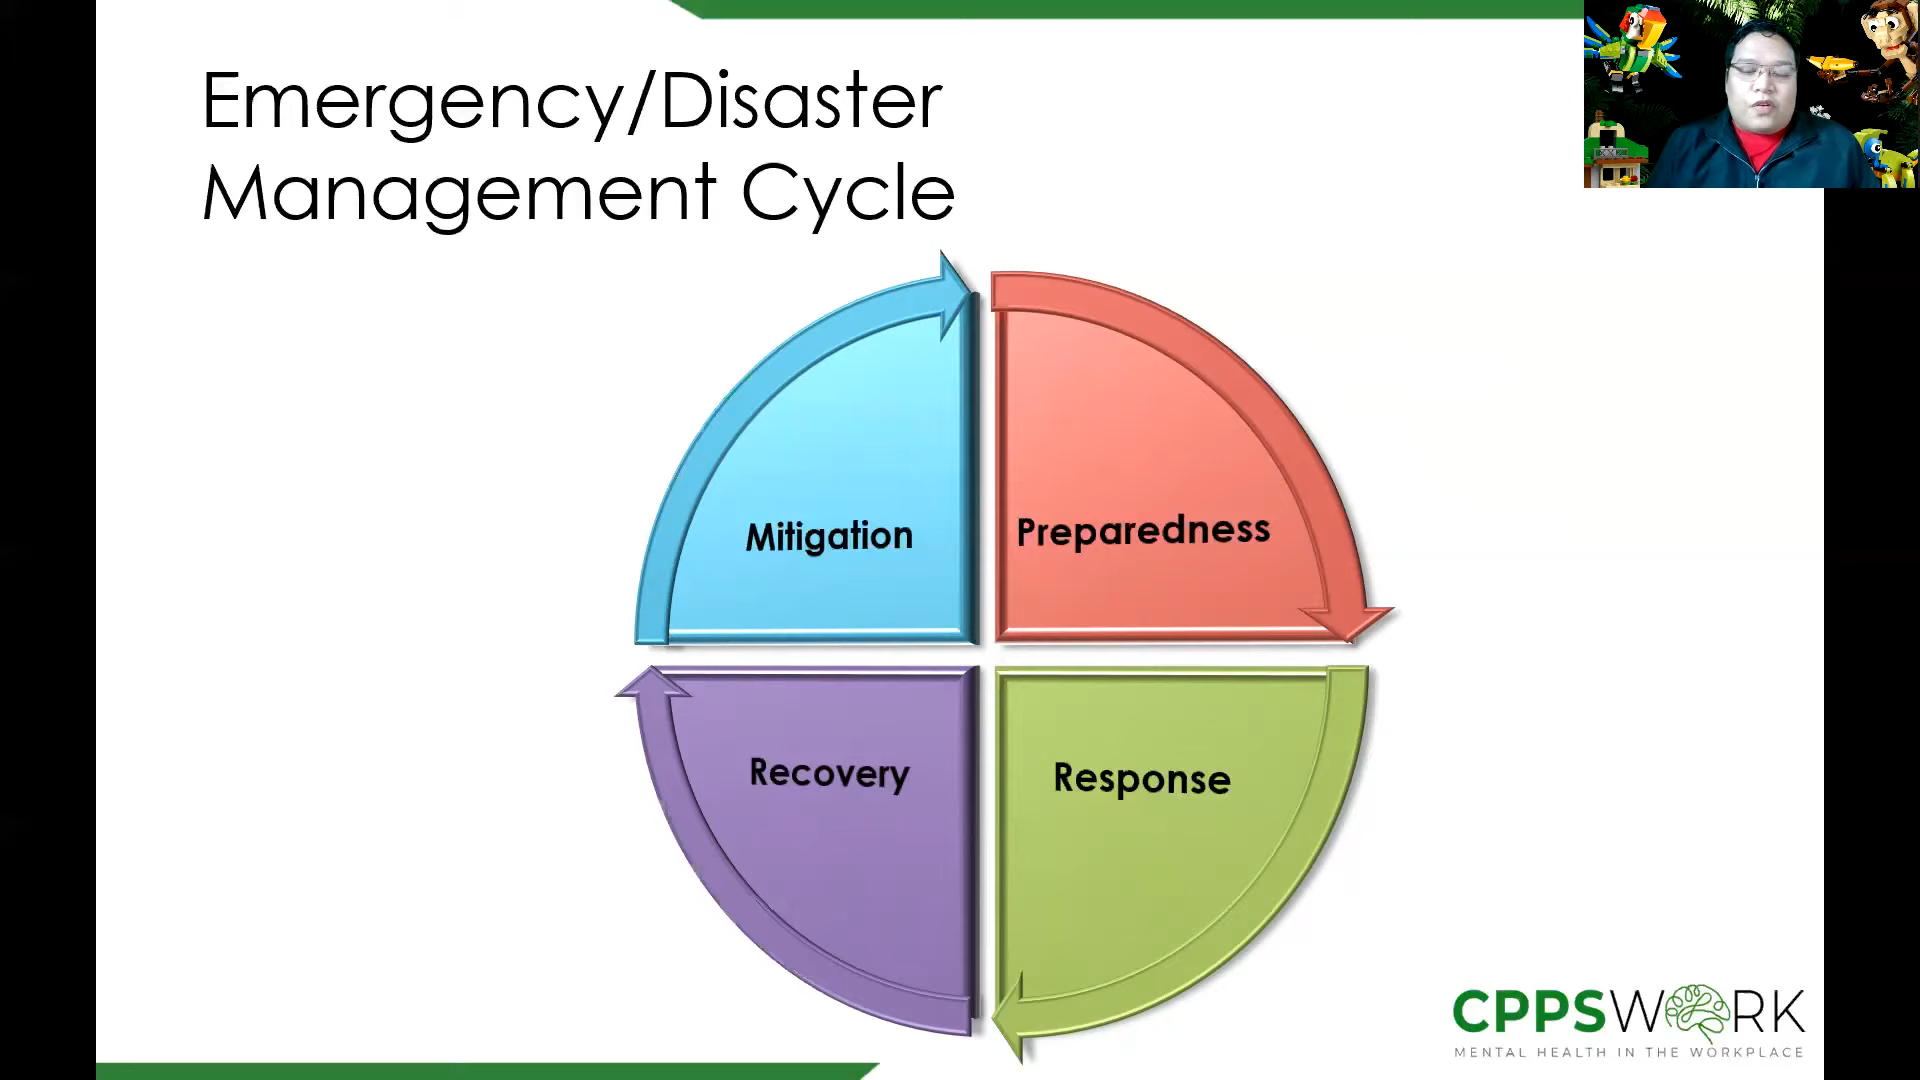 Emergency/Disaster
Management Cycle
Mitigation
Preparedness
Recovery
Response
CPPSWORK
MENTAL HEALTH IN THE WORKPLACE